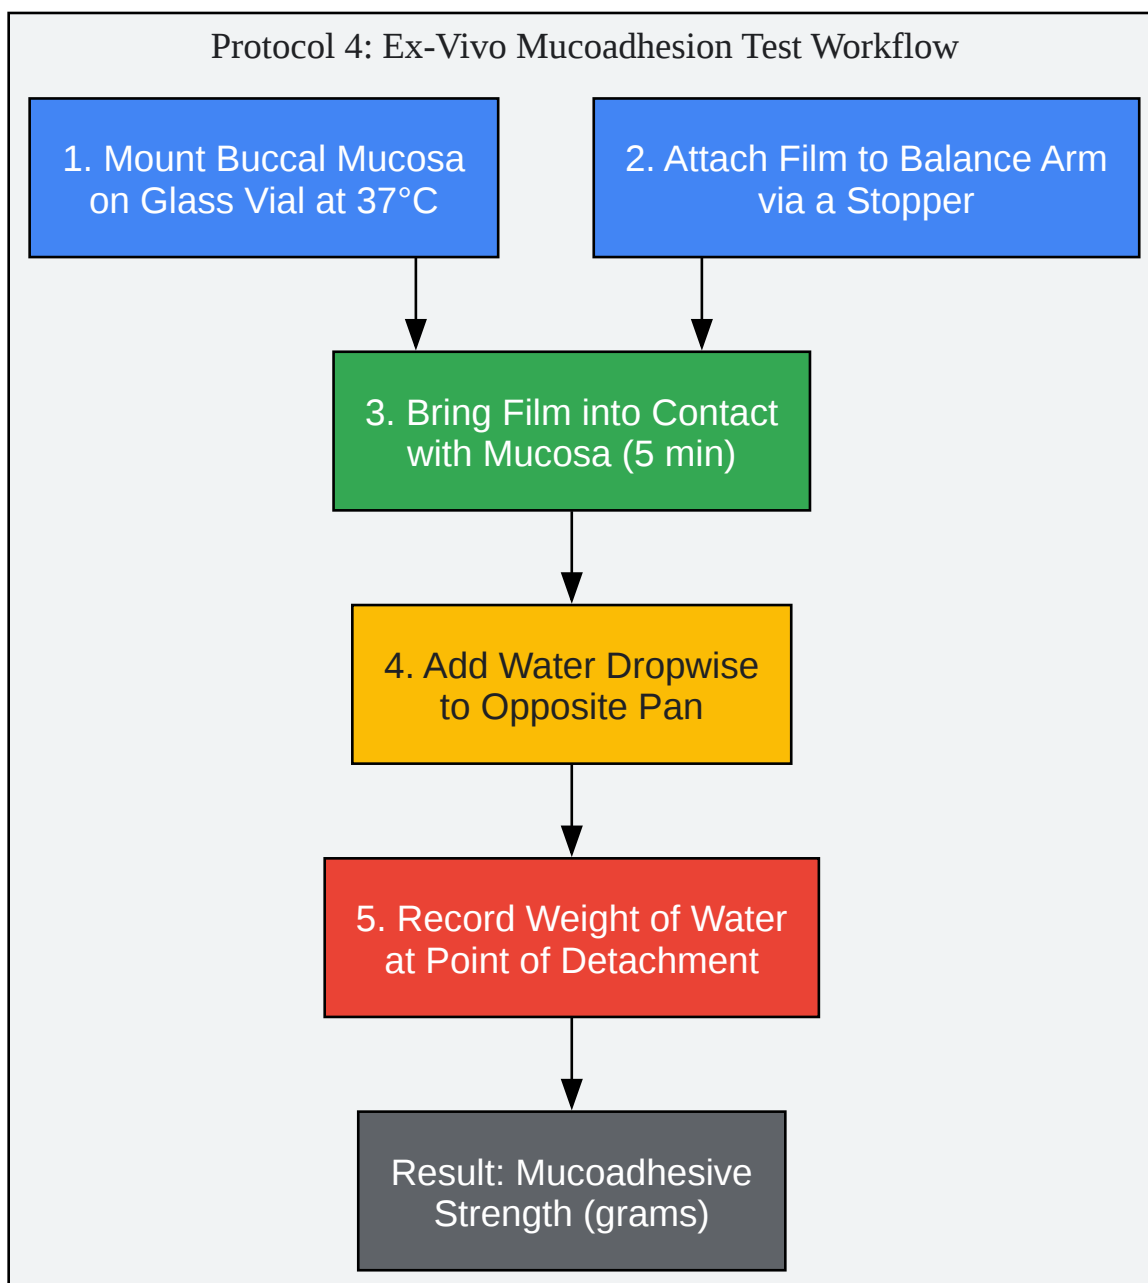 Protocol 4: Ex-Vivo Mucoadhesion Test Workflow
1. Mount Buccal Mucosa
on Glass Vial at 37°C
2. Attach Film to Balance Arm
via a Stopper
3. Bring Film into Contact
with Mucosa (5 min)
4. Add Water Dropwise
to Opposite Pan
5. Record Weight of Water
at Point of Detachment
Result: Mucoadhesive
Strength (grams)